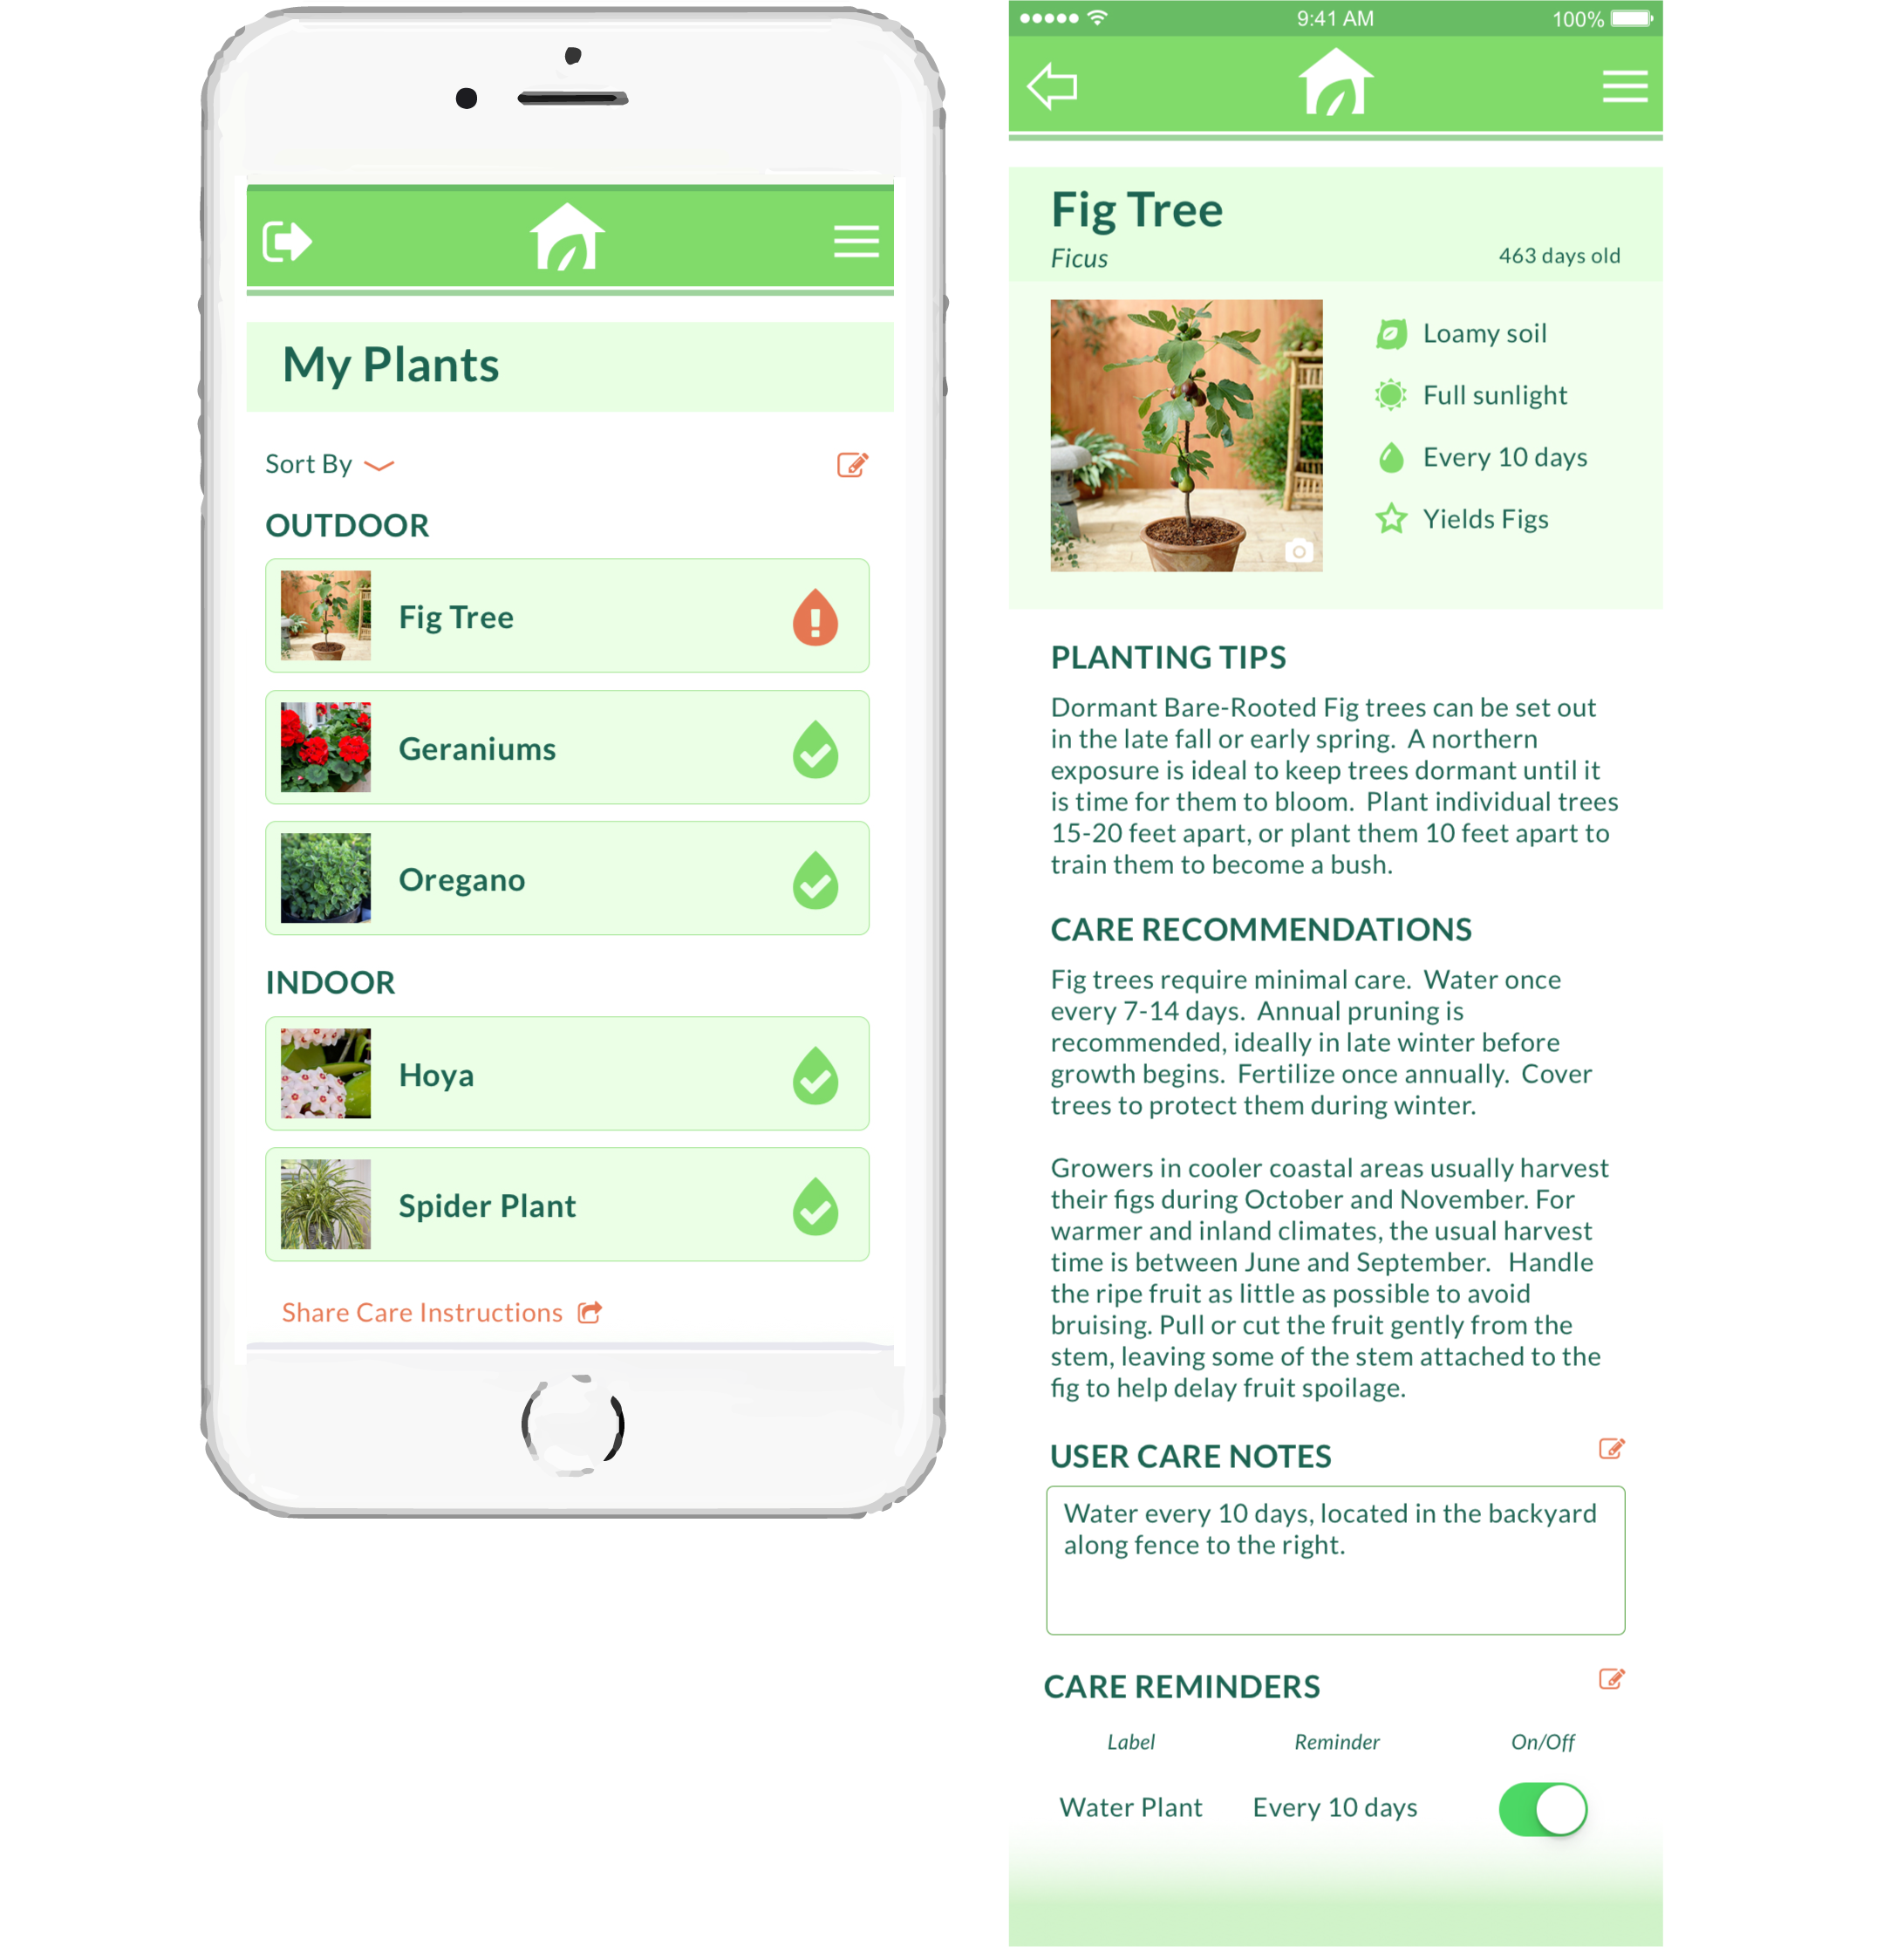 My Plants
Sort By
OUTDOOR
Fig Tree
Geraniums
Oregano
INDOOR
Hoya
Spider Plant
Share Care Instructions
9:41 AM
100%
Fig Tree
Ficus
463 days old
Loamy soil
Full sunlight
Every 10 days
Yields Figs
PLANTING TIPS
Dormant Bare-Rooted Fig trees can be set out
in the late fall or early spring.  A northern
exposure is ideal to keep trees dormant until it
is time for them to bloom.  Plant individual trees
15-20 feet apart, or plant them 10 feet apart to
train them to become a bush.
CARE RECOMMENDATIONS
Fig trees require minimal care.  Water once
every 7-14 days.  Annual pruning is
recommended, ideally in late winter before
growth begins.  Fertilize once annually.  Cover
trees to protect them during winter.
Growers in cooler coastal areas usually harvest
their figs during October and November. For
warmer and inland climates, the usual harvest
time is between June and September.   Handle
the ripe fruit as little as possible to avoid
bruising. Pull or cut the fruit gently from the
stem, leaving some of the stem attached to the
fig to help delay fruit spoilage.
USER CARE NOTES
Water every 10 days, located in the backyard
along fence to the right.
CARE REMINDERS
Label Reminder On/Off
Water Plant Every 10 days